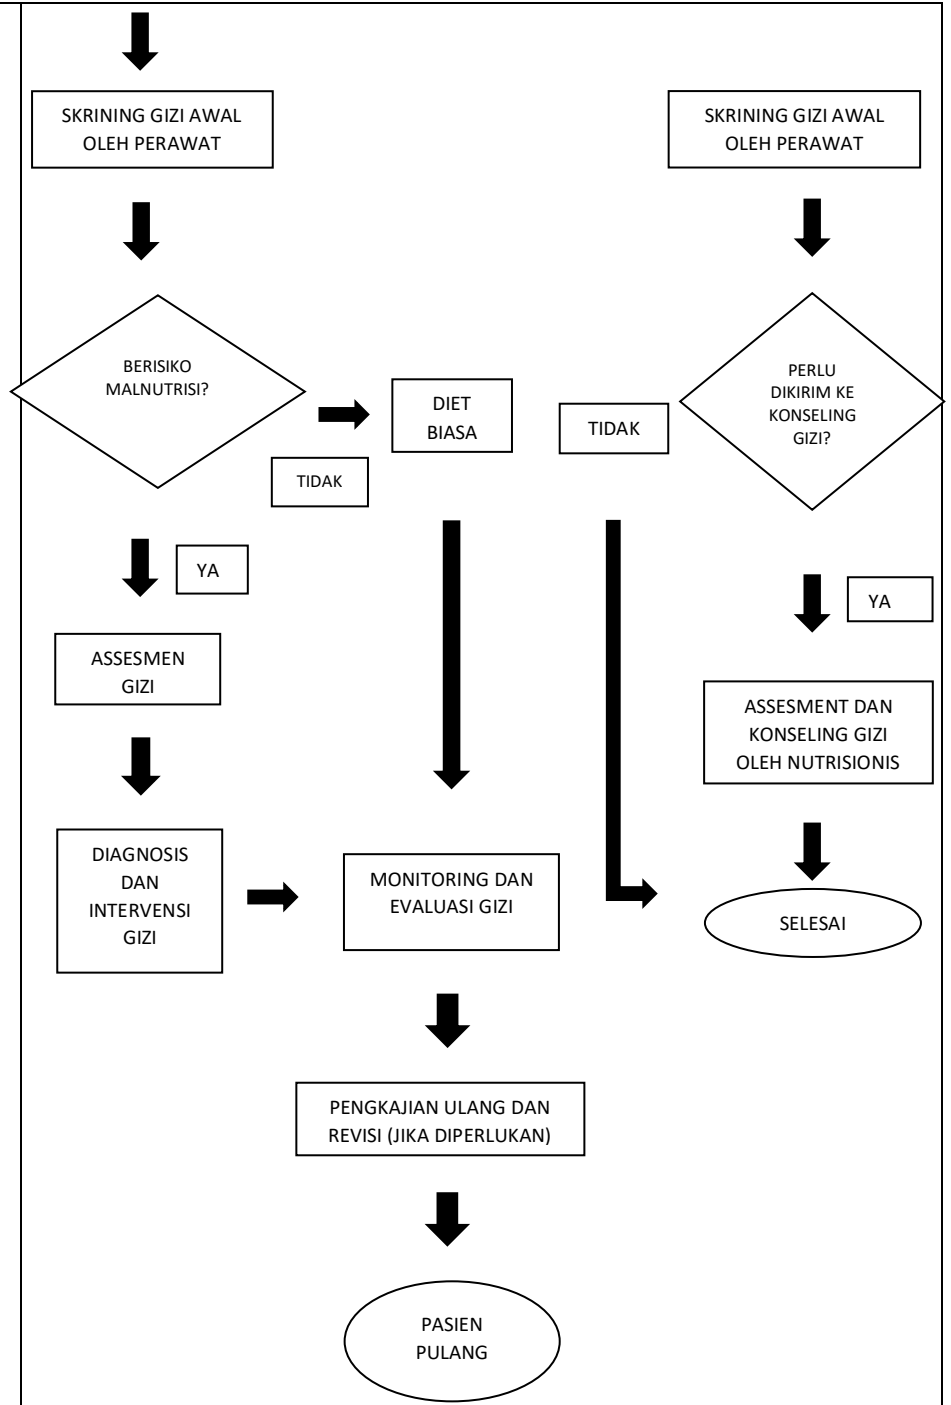 SKRINING GIZI AWAL
OLEH PERAWAT
SKRINING GIZI AWAL
OLEH PERAWAT
BERISIKO
MALNUTRISI?
DIET
BIASA
TIDAK
PERLU
DIKIRIM KE
KONSELING
GIZI?
TIDAK
YA
YA
ASSESMEN
GIZI
ASSESMENT DAN
KONSELING GIZI
OLEH NUTRISIONIS
DIAGNOSIS
DAN
INTERVENSI
GIZI
MONITORING DAN
EVALUASI GIZI
SELESAI
PENGKAJIAN ULANG DAN
REVISI (JIKA DIPERLUKAN)
PASIEN
PULANG